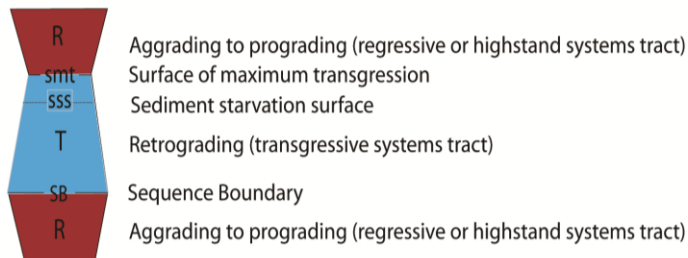 R
Aggrading to prograding (regressive or highstand systems tract)
smt Surface of maximum transgression
sss Sediment starvation surface
T Retrograding (transgressive systems tract)
SB Sequence Boundary
R Aggrading to prograding (regressive or highstand systems tract)